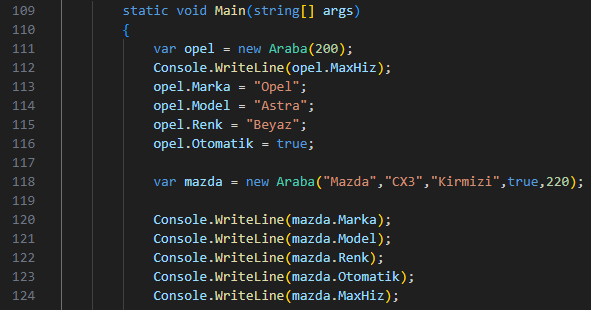 109 static void Main(string[] args)
110 {
111 var opel = new Araba(200);
112 Console.WriteLine(opel.MaxHiz);
113 opel.Marka = "Opel";
114 opel.Model = "Astra";
115 opel.Renk = "Beyaz";
116 opel.Otomatik = true;
117
118 var mazda = new Araba("Mazda","CX3","Kirmizi",true,220);
119
120 Console.WriteLine(mazda.Marka);
121 Console.WriteLine(mazda.Model);
122 Console.WriteLine(mazda.Renk);
123 Console.WriteLine(mazda.Otomatik);
124 Console.WriteLine(mazda.MaxHiz);